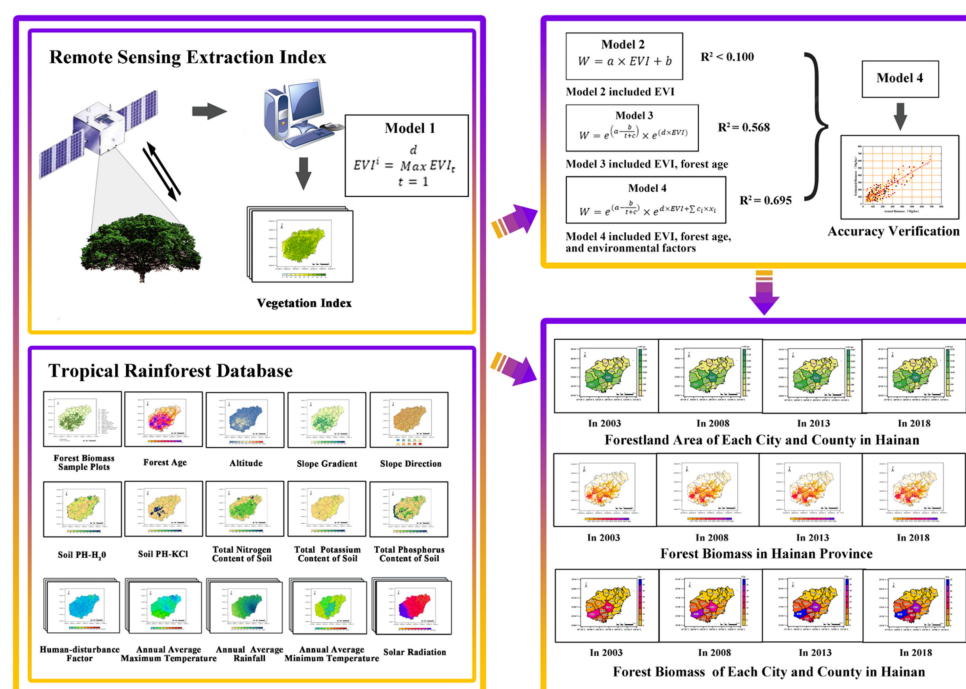 Remote Sensing Extraction Index
Model 1
d
EVI^i = Max EVI_t
t = 1
Vegetation Index
Model 2
W = a × EVI + b
R² < 0.100
Model 2 included EVI
Model 3
W = e^(a−b/(t+c)) × e^(d×EVI)
R² = 0.568
Model 3 included EVI, forest age
Model 4
W = e^(a−b/(t+c)) × e^(d×EVI+∑c_i×x_i)
R² = 0.695
Model 4 included EVI, forest age,
and environmental factors
Model 4
Accuracy Verification
Tropical Rainforest Database
Forest Biomass
Sample Plots
Forest Age
Altitude
Slope Gradient
Slope Direction
Soil PH-H₂0
Soil PH-KCl
Total Nitrogen
Content of Soil
Total Potassium
Content of Soil
Total Phosphorus
Content of Soil
Human-disturbance
Factor
Annual Average
Maximum Temperature
Annual Average
Rainfall
Annual Average
Minimum Temperature
Solar Radiation
In 2003
In 2008
In 2013
In 2018
Forestland Area of Each City and County in Hainan
In 2003
In 2008
In 2013
In 2018
Forest Biomass in Hainan Province
In 2003
In 2008
In 2013
In 2018
Forest Biomass of Each City and County in Hainan